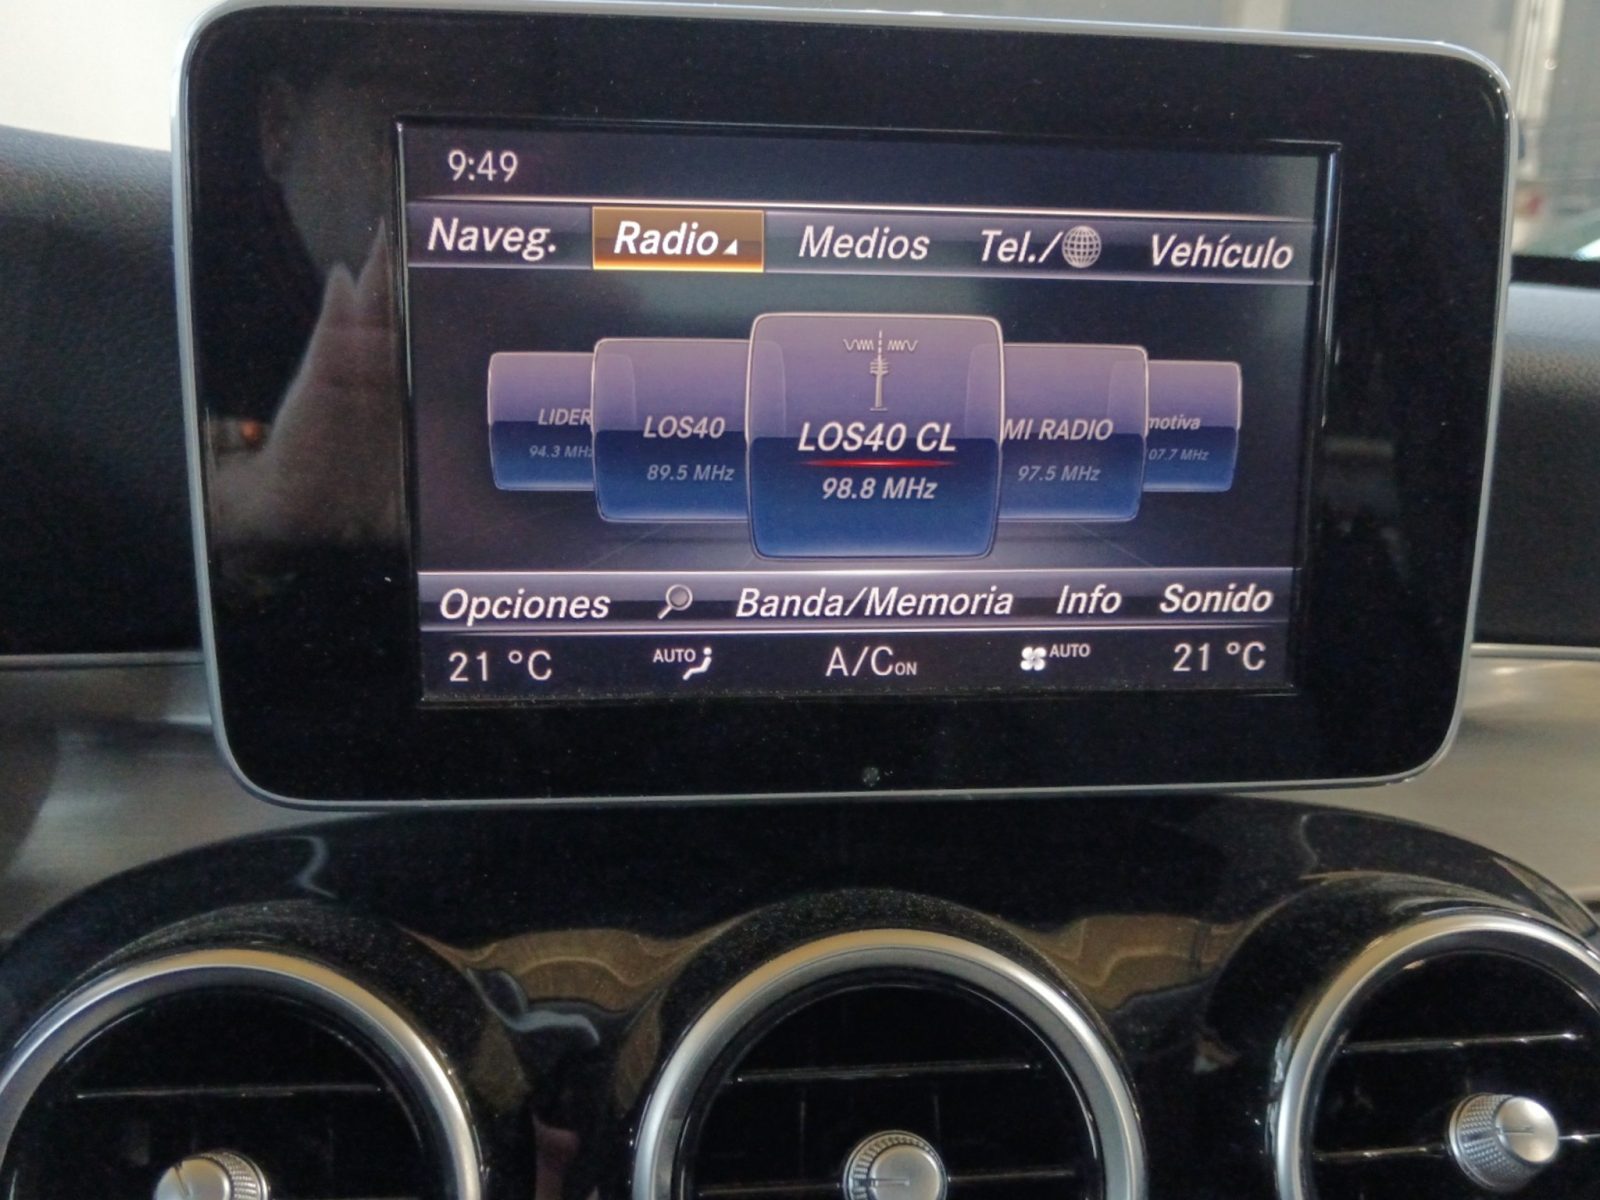 9:49
Naveg. Radio Medios Tel./ Vehículo
LIDER LOS40 LOS40 CL MI RADIO motiva
94.3 MHz 89.5 MHz 98.8 MHz 97.5 MHz 07.7 MHz
Opciones Banda/Memoria Info Sonido
21 °C AUTO A/C ON AUTO 21 °C